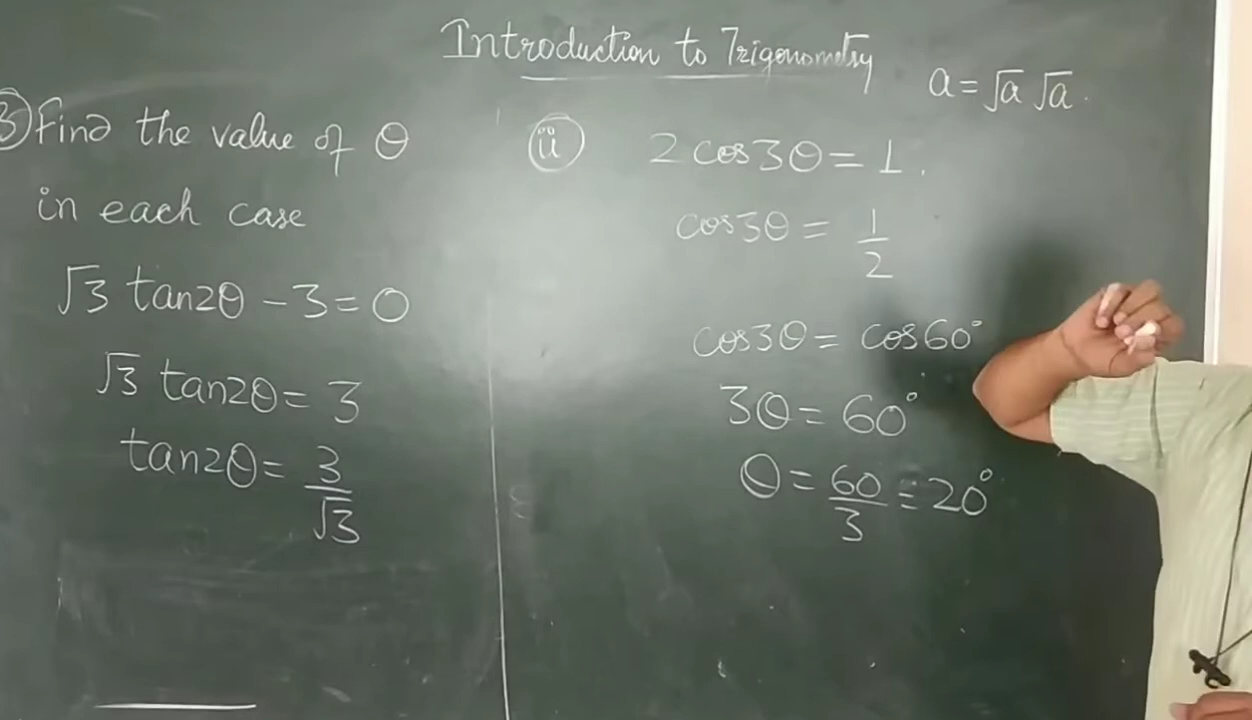 Introduction to Trigonometry
a = √a √a.
③ Find the value of θ
in each case
√3 tan2θ - 3 = 0
√3 tan2θ = 3
tan2θ = 3/√3
(ii) 2 cos3θ = 1.
cos3θ = 1/2
cos3θ = cos60°
3θ = 60°
θ = 60/3 = 20°